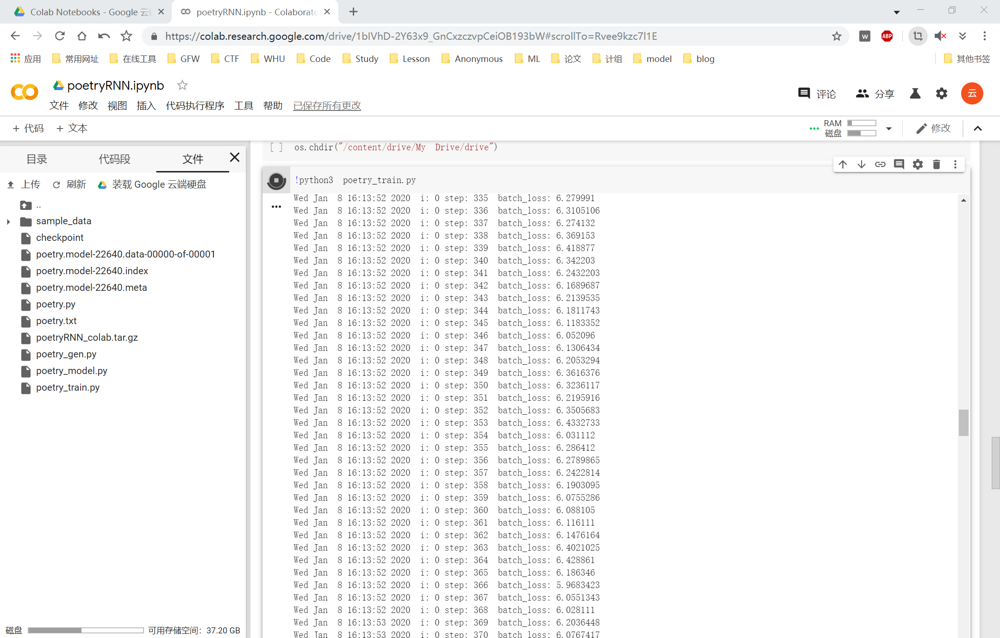 Colab Notebooks - Google 云
poetryRNN.ipynb - Colaborato
https://colab.research.google.com/drive/1bIVhD-2Y63x9_GnCxzczvpCeiOB193bW#scrollTo=Rvee9kzc7l1E
W
ABP
应用 常用网址 在线工具 GFW CTF WHU Code Study Lesson Anonymous ML 论文 计组 model blog 其他书签
poetryRNN.ipynb
评论 分享 云
文件 修改 视图 插入 代码执行程序 工具 帮助 已保存所有更改
+ 代码 + 文本
RAM
磁盘
修改
目录 代码段 文件
上传 刷新 装载 Google 云端硬盘
..
sample_data
checkpoint
poetry.model-22640.data-00000-of-00001
poetry.model-22640.index
poetry.model-22640.meta
poetry.py
poetry.txt
poetryRNN_colab.tar.gz
poetry_gen.py
poetry_model.py
poetry_train.py
磁盘 可用存储空间：37.20 GB
[ ] os.chdir("/content/drive/My Drive/drive")
!python3 poetry_train.py
Wed Jan 8 16:13:52 2020 i: 0 step: 335 batch_loss: 6.279991
Wed Jan 8 16:13:52 2020 i: 0 step: 336 batch_loss: 6.3105106
Wed Jan 8 16:13:52 2020 i: 0 step: 337 batch_loss: 6.274132
Wed Jan 8 16:13:52 2020 i: 0 step: 338 batch_loss: 6.369153
Wed Jan 8 16:13:52 2020 i: 0 step: 339 batch_loss: 6.418877
Wed Jan 8 16:13:52 2020 i: 0 step: 340 batch_loss: 6.342203
Wed Jan 8 16:13:52 2020 i: 0 step: 341 batch_loss: 6.2432203
Wed Jan 8 16:13:52 2020 i: 0 step: 342 batch_loss: 6.1689687
Wed Jan 8 16:13:52 2020 i: 0 step: 343 batch_loss: 6.2139535
Wed Jan 8 16:13:52 2020 i: 0 step: 344 batch_loss: 6.1811743
Wed Jan 8 16:13:52 2020 i: 0 step: 345 batch_loss: 6.1183352
Wed Jan 8 16:13:52 2020 i: 0 step: 346 batch_loss: 6.052096
Wed Jan 8 16:13:52 2020 i: 0 step: 347 batch_loss: 6.1306434
Wed Jan 8 16:13:52 2020 i: 0 step: 348 batch_loss: 6.2053294
Wed Jan 8 16:13:52 2020 i: 0 step: 349 batch_loss: 6.3616376
Wed Jan 8 16:13:52 2020 i: 0 step: 350 batch_loss: 6.3236117
Wed Jan 8 16:13:52 2020 i: 0 step: 351 batch_loss: 6.2195916
Wed Jan 8 16:13:52 2020 i: 0 step: 352 batch_loss: 6.3505683
Wed Jan 8 16:13:52 2020 i: 0 step: 353 batch_loss: 6.4332733
Wed Jan 8 16:13:52 2020 i: 0 step: 354 batch_loss: 6.031112
Wed Jan 8 16:13:52 2020 i: 0 step: 355 batch_loss: 6.286412
Wed Jan 8 16:13:52 2020 i: 0 step: 356 batch_loss: 6.2789865
Wed Jan 8 16:13:52 2020 i: 0 step: 357 batch_loss: 6.2422814
Wed Jan 8 16:13:52 2020 i: 0 step: 358 batch_loss: 6.1903095
Wed Jan 8 16:13:52 2020 i: 0 step: 359 batch_loss: 6.0755286
Wed Jan 8 16:13:52 2020 i: 0 step: 360 batch_loss: 6.088105
Wed Jan 8 16:13:52 2020 i: 0 step: 361 batch_loss: 6.116111
Wed Jan 8 16:13:52 2020 i: 0 step: 362 batch_loss: 6.1476164
Wed Jan 8 16:13:52 2020 i: 0 step: 363 batch_loss: 6.4021025
Wed Jan 8 16:13:52 2020 i: 0 step: 364 batch_loss: 6.428861
Wed Jan 8 16:13:52 2020 i: 0 step: 365 batch_loss: 6.186346
Wed Jan 8 16:13:52 2020 i: 0 step: 366 batch_loss: 5.9683423
Wed Jan 8 16:13:52 2020 i: 0 step: 367 batch_loss: 6.0551343
Wed Jan 8 16:13:52 2020 i: 0 step: 368 batch_loss: 6.028111
Wed Jan 8 16:13:53 2020 i: 0 step: 369 batch_loss: 6.2036448
Wed Jan 8 16:13:53 2020 i: 0 step: 370 batch_loss: 6.0767417